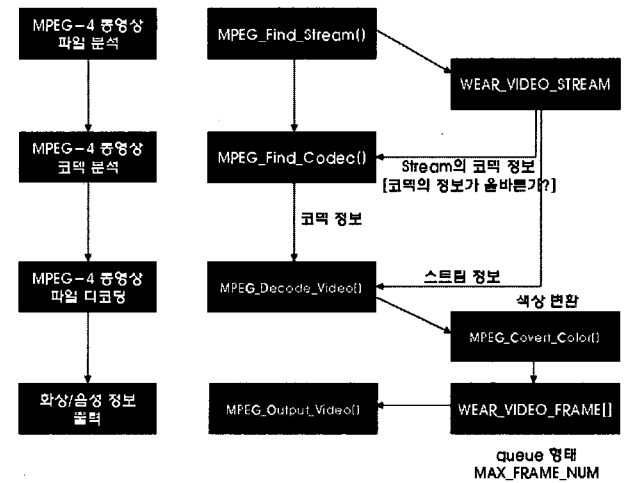 MPEG-4 동영상
파일 분석
MPEG_Find_Stream()
WEAR_VIDEO_STREAM
MPEG-4 동영상
코덱 분석
MPEG_Find_Codec()
Stream의 코덱 정보
[코덱의 정보가 올바른가?]
코덱 정보
MPEG-4 동영상
파일 디코딩
MPEG_Decode_Video()
스트림 정보
색상 변환
MPEG_Covert_Color()
화상/음성 정보
출력
MPEG_Output_Video()
WEAR_VIDEO_FRAME[]
queue 형태
MAX_FRAME_NUM